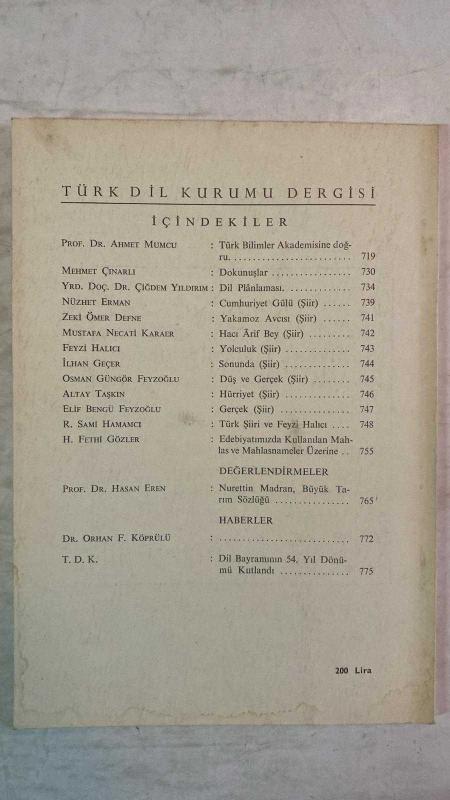 TÜRK DİL KURUMU DERGİSİ
İÇİNDEKİLER
PROF. DR. AHMET MUMCU : Türk Bilimler Akademisine doğ-
ru. ........................ 719
MEHMET ÇINARLI : Dokunuşlar ................ 730
YRD. DOÇ. DR. ÇİĞDEM YILDIRIM : Dil Plânlaması. ............... 734
NÜZHET ERMAN : Cumhuriyet Gülü (Şiir) ........ 739
ZEKİ ÖMER DEFNE : Yakamoz Avcısı (Şiir) ......... 741
MUSTAFA NECATİ KARAER : Hacı Ârif Bey (Şiir) .......... 742
FEYZİ HALICI : Yolculuk (Şiir) .............. 743
İLHAN GEÇER : Sonunda (Şiir) ............... 744
OSMAN GÜNGÖR FEYZOĞLU : Düş ve Gerçek (Şiir) .......... 745
ALTAY TAŞKIN : Hürriyet (Şiir) .............. 746
ELİF BENGÜ FEYZOĞLU : Gerçek (Şiir) ............... 747
R. SAMİ HAMAMCI : Türk Şiiri ve Feyzi Halıcı .... 748
H. FETHİ GÖZLER : Edebiyatımızda Kullanılan Mah-
las ve Mahlasnameler Üzerine .. 755
DEĞERLENDİRMELER
PROF. DR. HASAN EREN : Nurettin Madran, Büyük Ta-
rım Sözlüğü ................ 765
HABERLER
DR. ORHAN F. KÖPRÜLÜ : .......................... 772
T. D. K. : Dil Bayramının 54. Yıl Dönü-
mü Kutlandı ............... 775
200 Lira